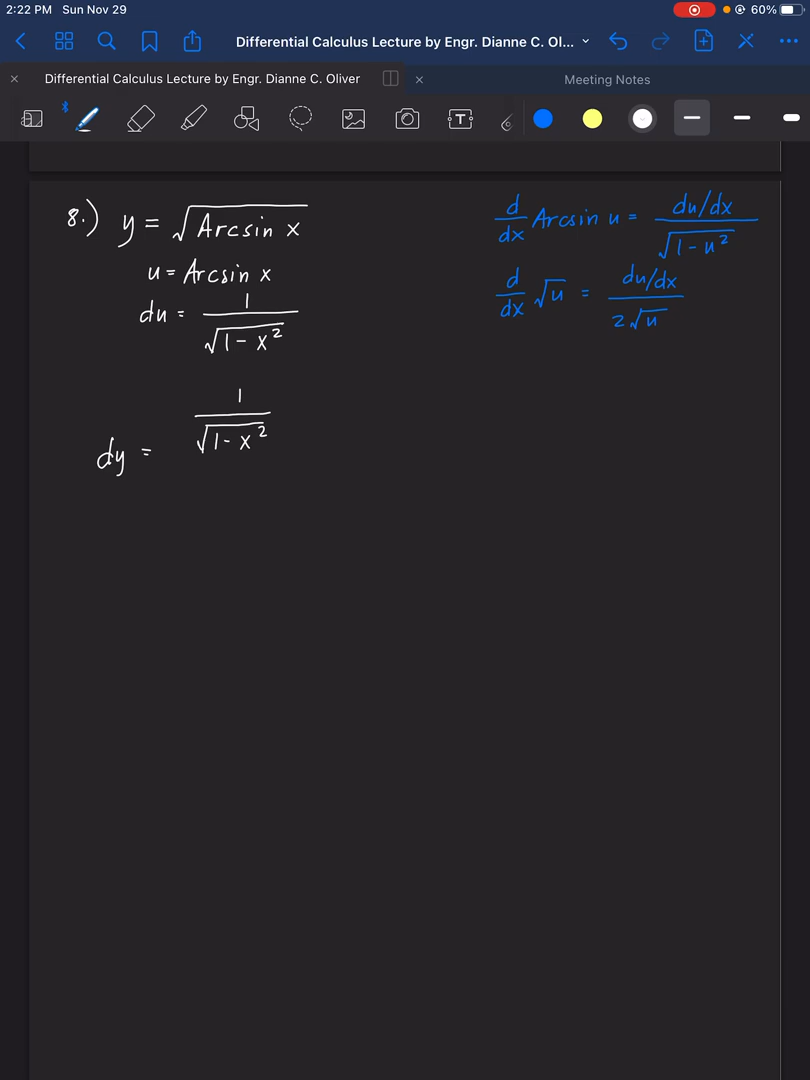 2:22 PM Sun Nov 29 60%
Differential Calculus Lecture by Engr. Dianne C. Ol...
Differential Calculus Lecture by Engr. Dianne C. Oliver
Meeting Notes
T
8.) y = √(Arcsin x)
u = Arcsin x
du = 1/√(1 - x²)
dy = 1/√(1 - x²)
d/dx Arcsin u = (du/dx)/√(1 - u²)
d/dx √u = (du/dx)/(2√u)